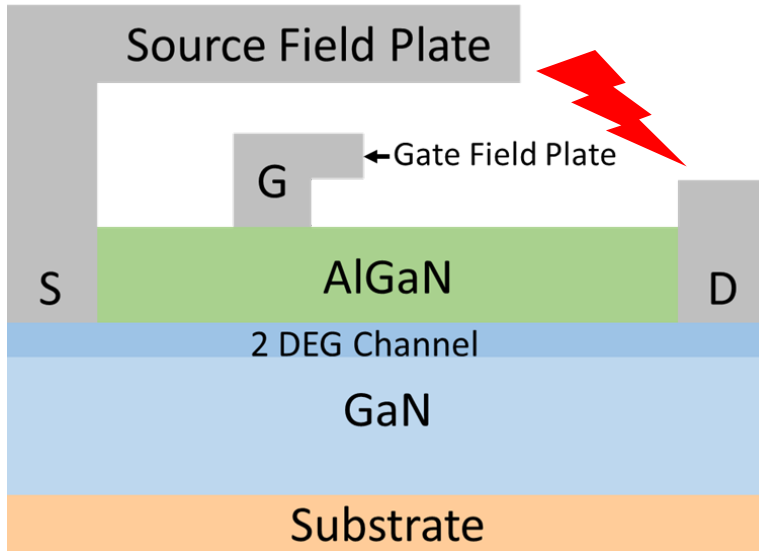 Source Field Plate
Gate Field Plate
G
AlGaN
S
D
2 DEG Channel
GaN
Substrate